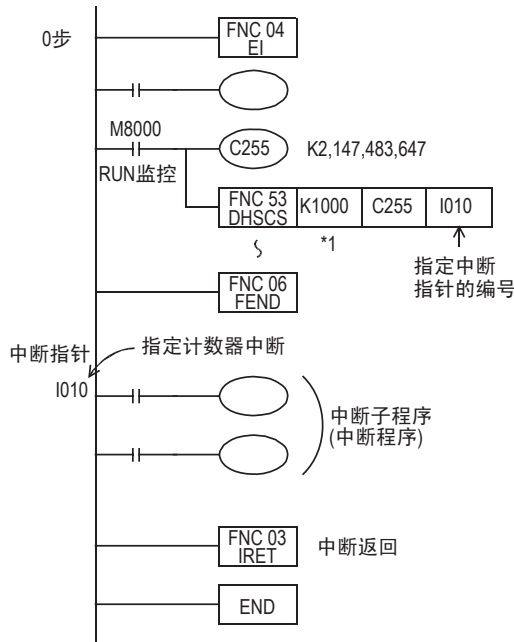 0步
FNC 04
EI
M8000
RUN监控
C255
K2,147,483,647
FNC 53
DHSCS
K1000
C255
I010
*1
指定中断
指针的编号
FNC 06
FEND
中断指针
指定计数器中断
I010
中断子程序
(中断程序)
FNC 03
IRET
中断返回
END